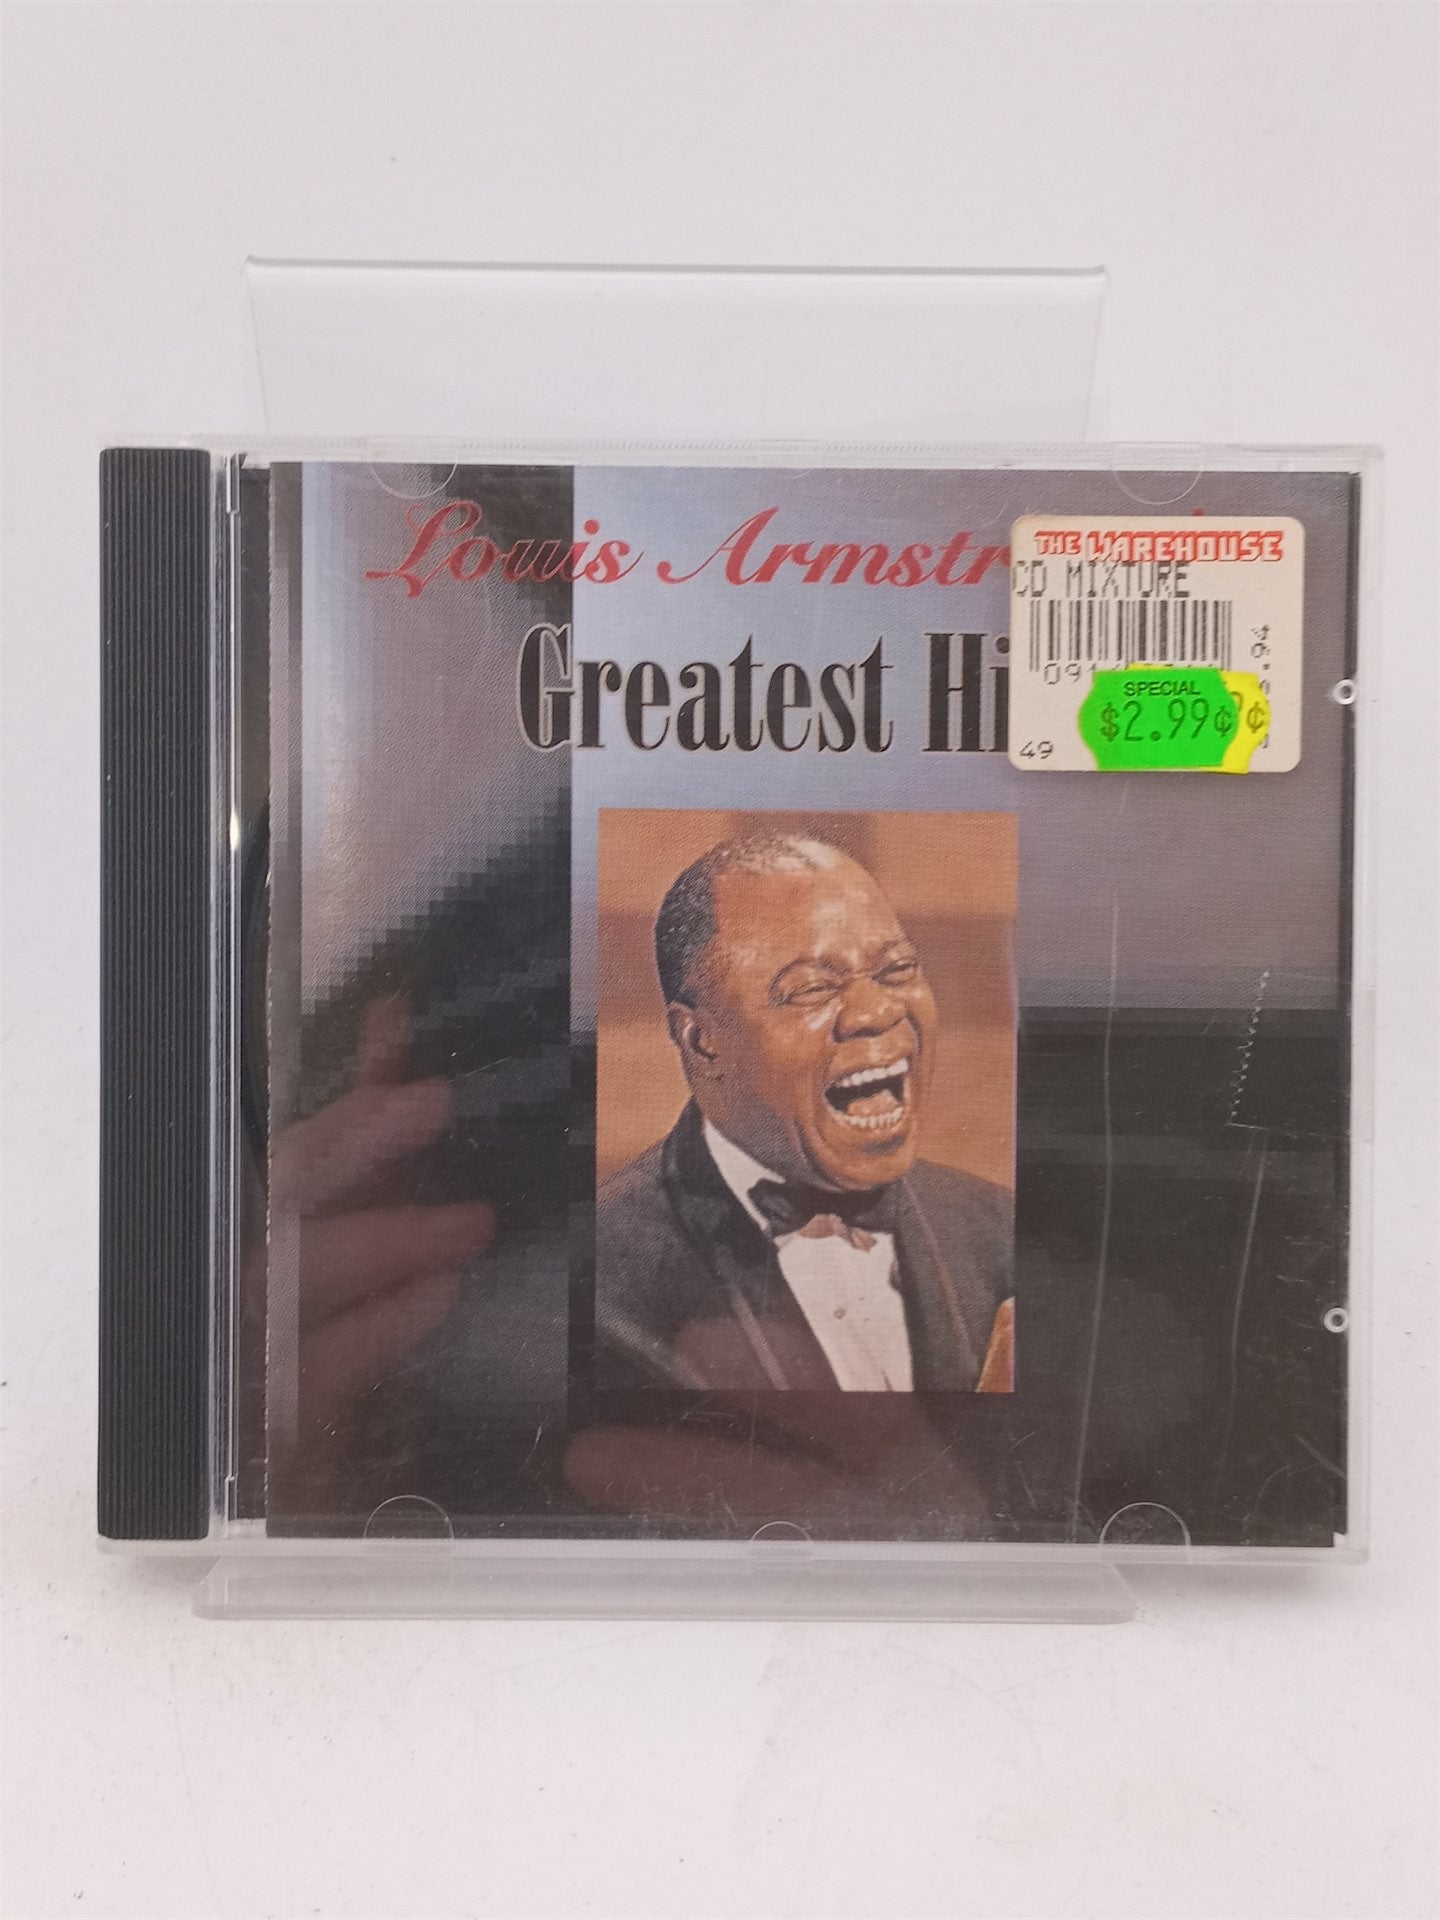 Louis Armstr
Greatest Hi
THE WAREHOUSE
CD MIXTURE
SPECIAL
$2.99¢
¢
49